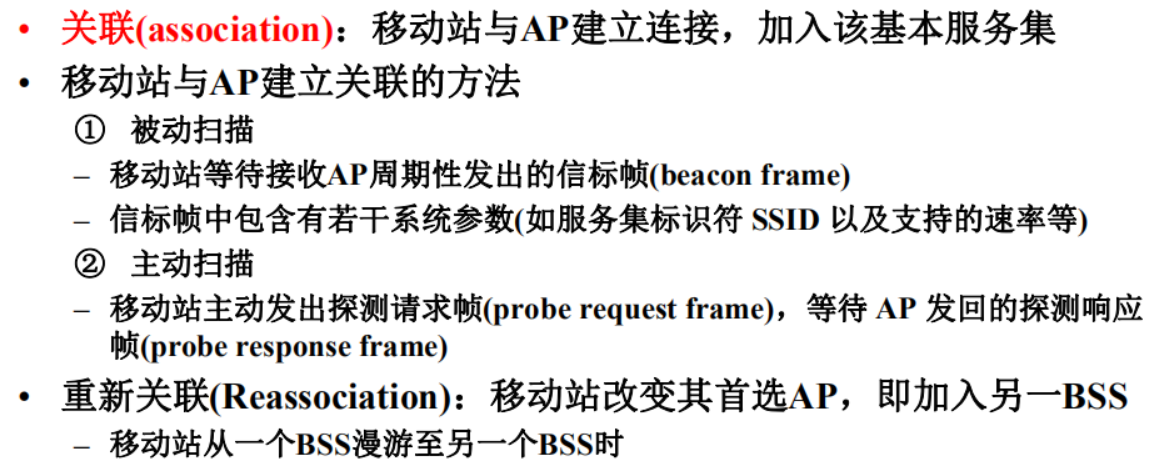 • 关联(association)：移动站与AP建立连接，加入该基本服务集
• 移动站与AP建立关联的方法
① 被动扫描
– 移动站等待接收AP周期性发出的信标帧(beacon frame)
– 信标帧中包含有若干系统参数(如服务集标识符 SSID 以及支持的速率等)
② 主动扫描
– 移动站主动发出探测请求帧(probe request frame)，等待 AP 发回的探测响应
帧(probe response frame)
• 重新关联(Reassociation)：移动站改变其首选AP，即加入另一BSS
– 移动站从一个BSS漫游至另一个BSS时